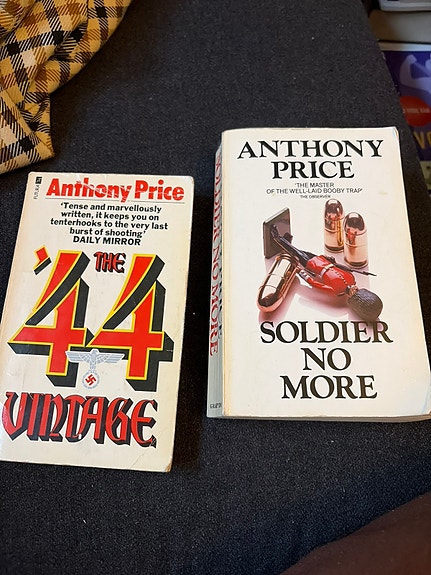 FUTURA
Anthony Price
'Tense and marvellously
written, it keeps you on
tenterhooks to the very last
burst of shooting'
DAILY MIRROR
THE
'44
VINTAGE
ANTHONY
PRICE
'THE MASTER
OF THE WELL-LAID BOOBY TRAP'
THE OBSERVER
SOLDIER
NO
MORE
SOLDIER NO MORE